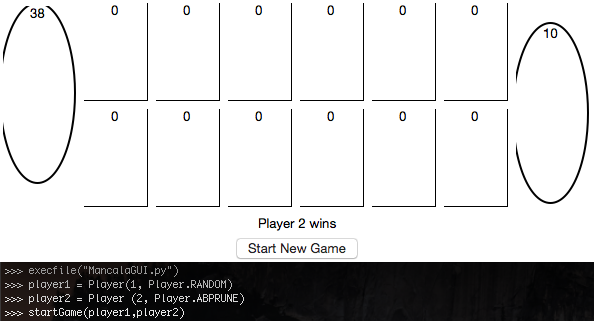 38 0 0 0 0 0 0 10
0 0 0 0 0 0
Player 2 wins
Start New Game
>>> execfile("MancalaGUI.py")
>>> player1 = Player(1, Player.RANDOM)
>>> player2 = Player (2, Player.ABPRUNE)
>>> startGame(player1,player2)